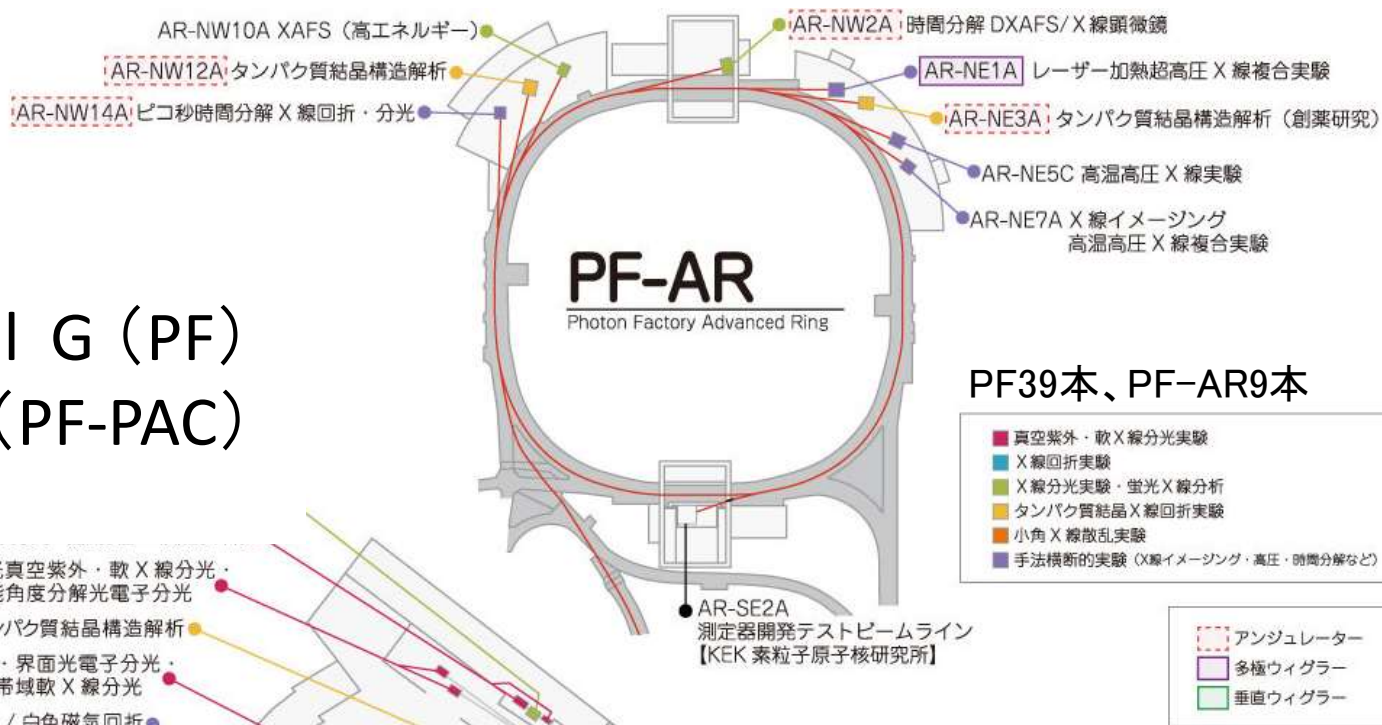 AR-NW10A XAFS（高エネルギー）
AR-NW12A タンパク質結晶構造解析
AR-NW14A ピコ秒時間分解 X 線回折・分光
AR-NW2A 時間分解 DXAFS/X 線顕微鏡
AR-NE1A レーザー加熱超高圧 X 線複合実験
AR-NE3A タンパク質結晶構造解析（創薬研究）
AR-NE5C 高温高圧 X 線実験
AR-NE7A X 線イメージング
高温高圧 X 線複合実験
PF-AR
Photon Factory Advanced Ring
G（PF）
（PF-PAC）
PF39本、PF-AR9本
真空紫外・軟 X 線分光実験
X 線回折実験
X 線分光実験・蛍光 X 線分析
タンパク質結晶 X 線回折実験
小角 X 線散乱実験
手法横断的実験（X線イメージング・高圧・時間分解など）
AR-SE2A
測定器開発テストビームライン
【KEK 素粒子原子核研究所】
アンジュレーター
多極ウィグラー
垂直ウィグラー
真空紫外・軟 X 線分光・
角度分解光電子分光
パク質結晶構造解析
・界面光電子分光・
帯域軟 X 線分光
/ 白色磁気回折